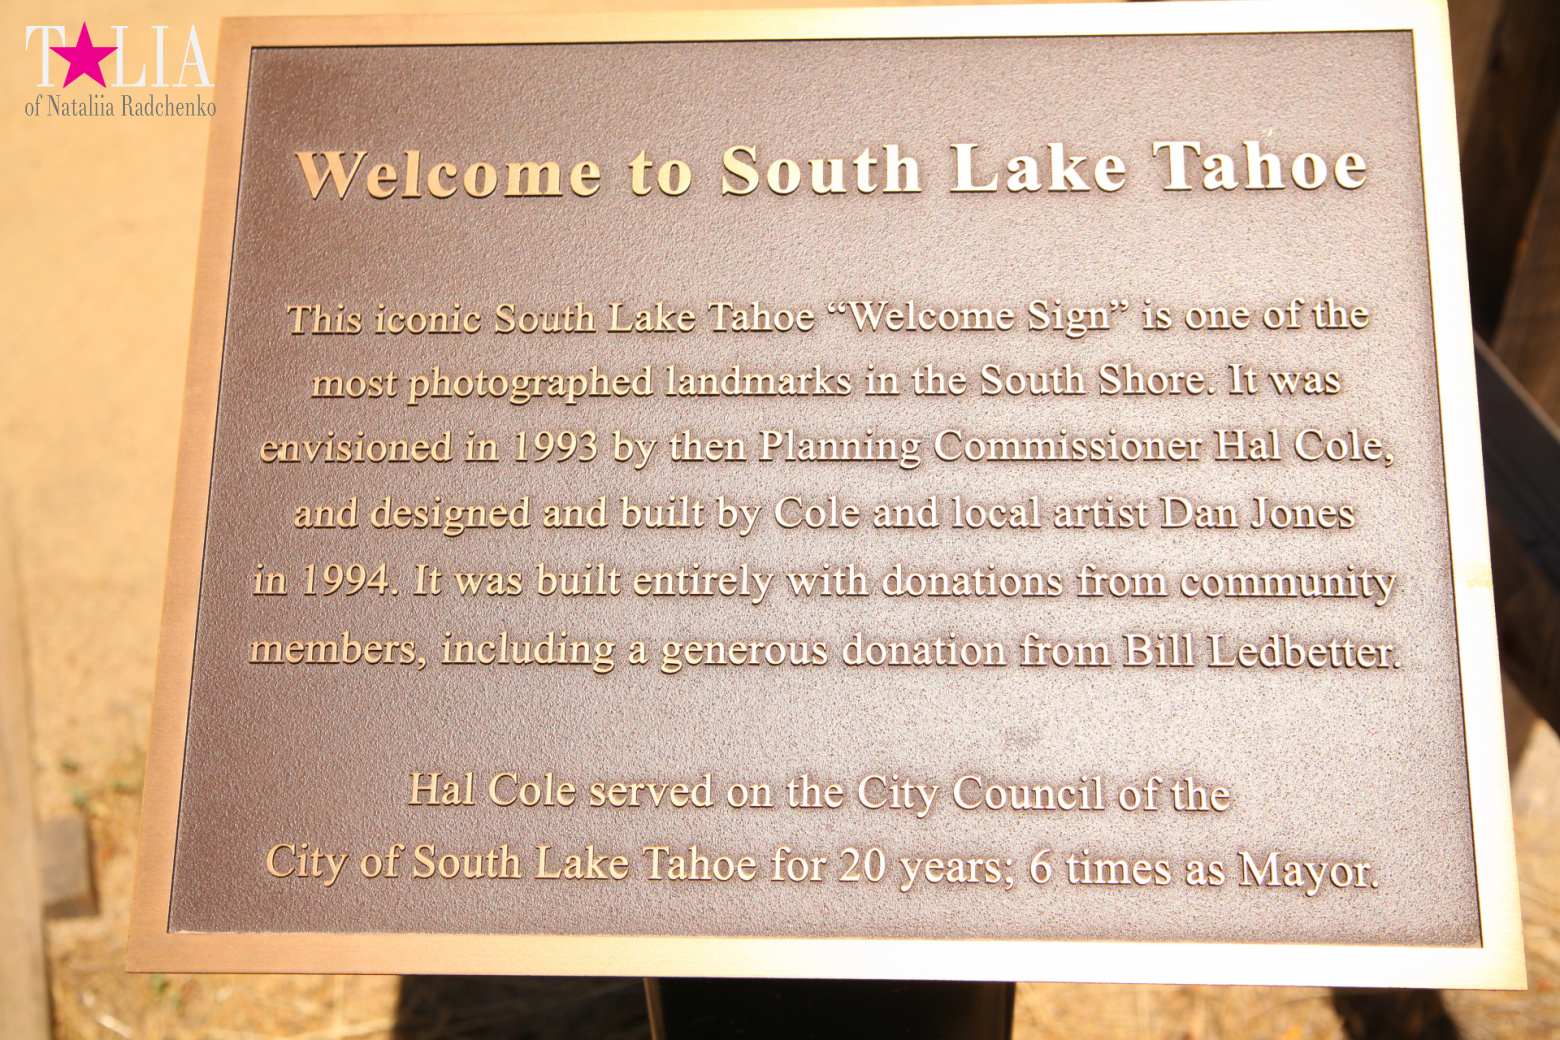 T★LIA
of Nataliia Radchenko
Welcome to South Lake Tahoe
This iconic South Lake Tahoe “Welcome Sign” is one of the
most photographed landmarks in the South Shore. It was
envisioned in 1993 by then Planning Commissioner Hal Cole,
and designed and built by Cole and local artist Dan Jones
in 1994. It was built entirely with donations from community
members, including a generous donation from Bill Ledbetter.
Hal Cole served on the City Council of the
City of South Lake Tahoe for 20 years; 6 times as Mayor.